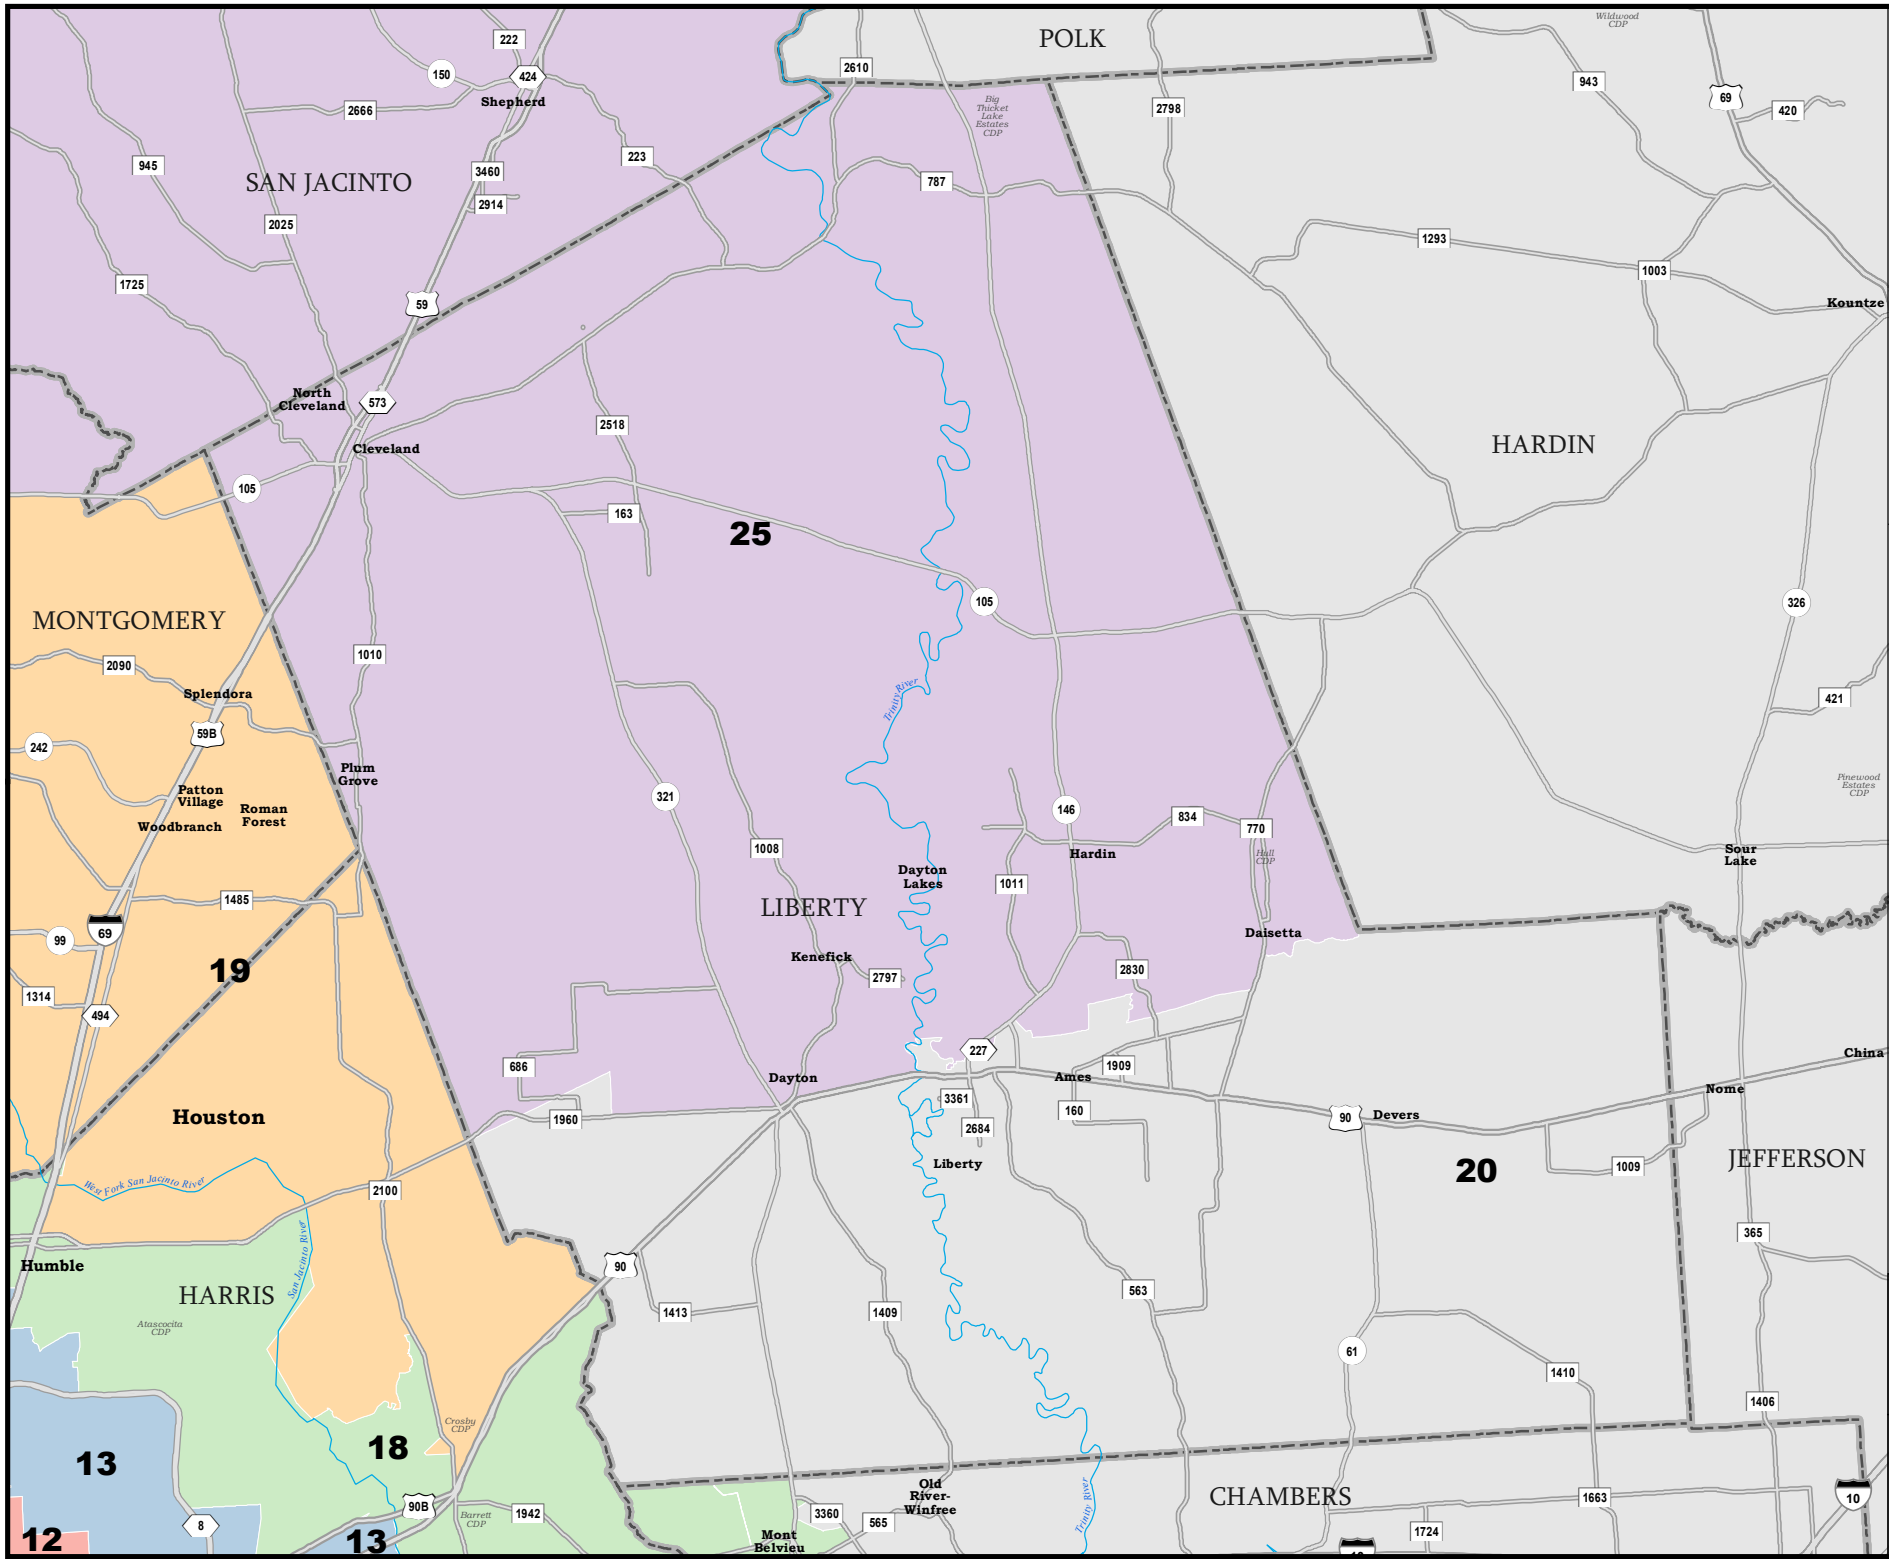 Wildwood
CDP
POLK
222
150
424
2610
943
69
420
Shepherd
2666
Big
Thicket
Lake
Estates
CDP
2798
945
223
3460
SAN JACINTO
787
2914
2025
1293
1003
1725
59
Kountze
North
Cleveland
573
2518
Cleveland
HARDIN
105
163
25
105
326
MONTGOMERY
2090
1010
Splendora
Trinity River
421
59B
242
Plum
Grove
Patton
Village
Roman
Forest
Woodbranch
321
146
834
770
Pinewood
Estates
CDP
1008
Hardin
Hull
CDP
Sour
Lake
Dayton
Lakes
1011
1485
LIBERTY
69
99
Daisetta
19
Kenefick
2797
2830
1314
494
227
686
Dayton
Ames
1909
China
Nome
3361
160
90
Devers
Houston
1960
2684
Liberty
20
1009
JEFFERSON
West Fork San Jacinto River
2100
365
San Jacinto River
Humble
90
HARRIS
563
1413
1409
Atascocita
CDP
61
1410
1406
Crosby
CDP
18
13
Old
River-
Winfree
CHAMBERS
Trinity River
1663
10
90B
8
Barrett
CDP
1942
3360
565
1724
12
13
Mont
Belvieu